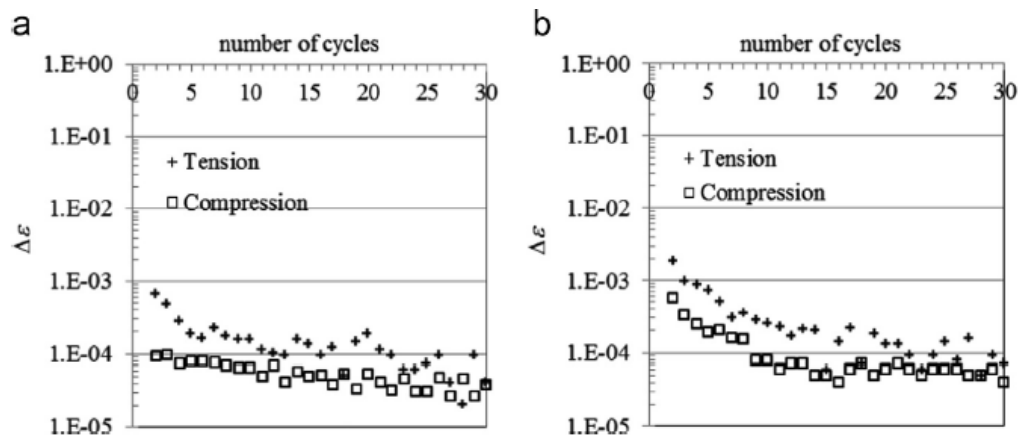 a
number of cycles
1.E+00
0 5 10 15 20 25 30
1.E-01
Tension
Compression
1.E-02
Δε
1.E-03
1.E-04
1.E-05
b
number of cycles
1.E+00
0 5 10 15 20 25 30
1.E-01
Tension
Compression
1.E-02
Δε
1.E-03
1.E-04
1.E-05